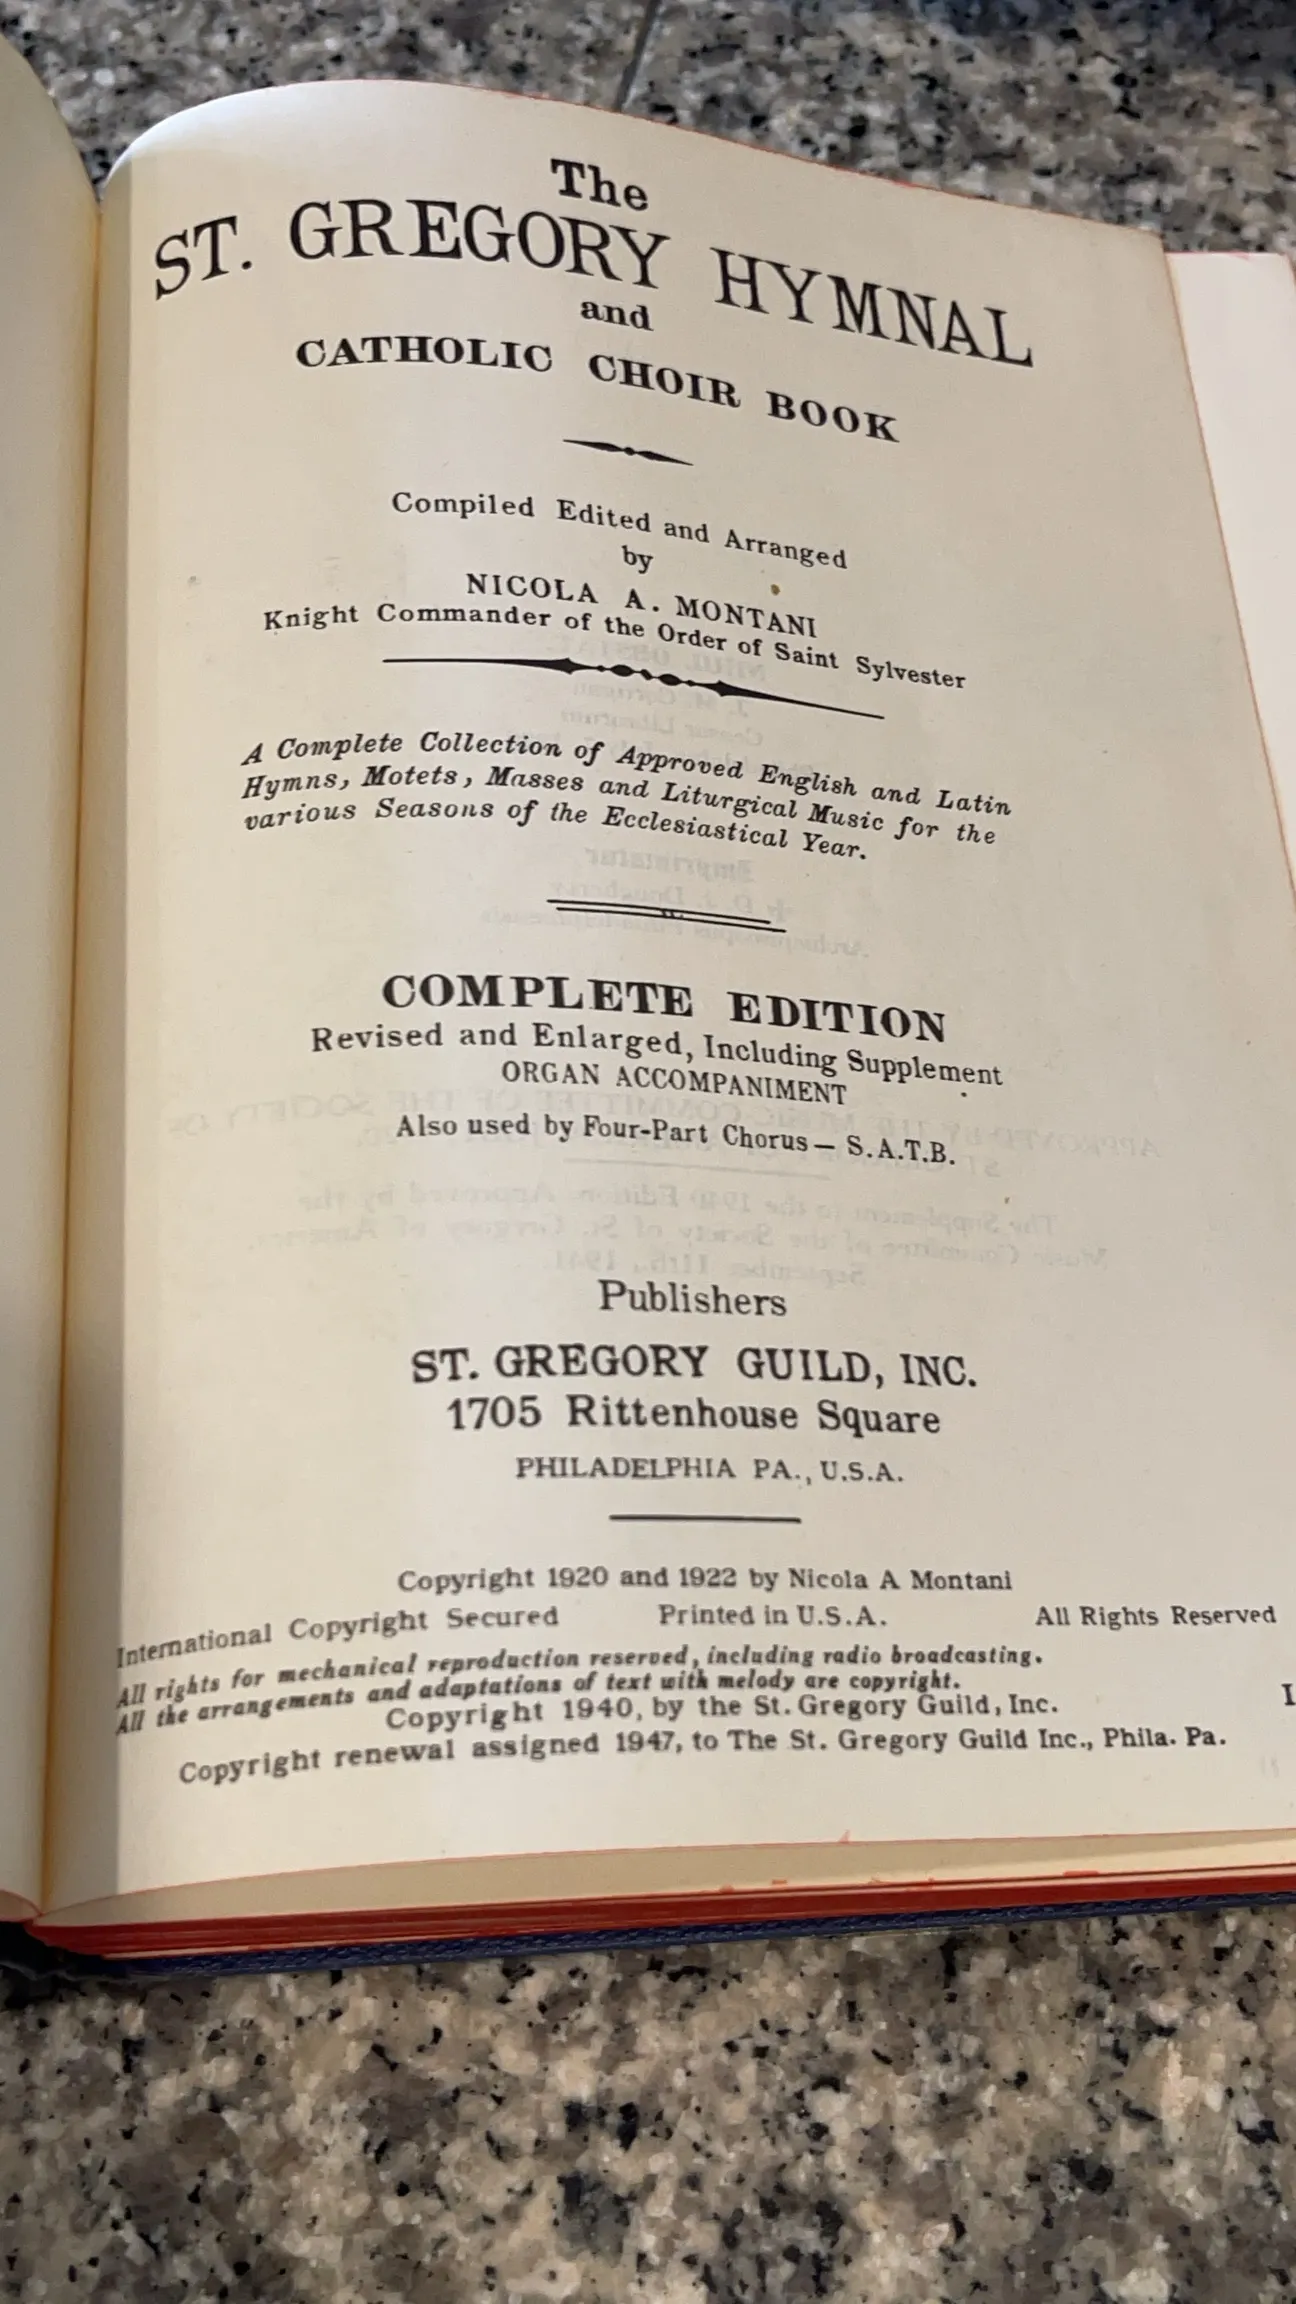 The
ST. GREGORY HYMNAL
and
CATHOLIC CHOIR BOOK
Compiled Edited and Arranged
by
NICOLA A. MONTANI
Knight Commander of the Order of Saint Sylvester
A Complete Collection of Approved English and Latin
Hymns, Motets, Masses and Liturgical Music for the
various Seasons of the Ecclesiastical Year.
COMPLETE EDITION
Revised and Enlarged, Including Supplement
ORGAN ACCOMPANIMENT
Also used by Four-Part Chorus — S.A.T.B.
Publishers
ST. GREGORY GUILD, INC.
1705 Rittenhouse Square
PHILADELPHIA PA., U.S.A.
Copyright 1920 and 1922 by Nicola A Montani
International Copyright Secured Printed in U.S.A. All Rights Reserved
All rights for mechanical reproduction reserved, including radio broadcasting.
All the arrangements and adaptations of text with melody are copyright.
Copyright 1940, by the St. Gregory Guild, Inc.
Copyright renewal assigned 1947, to The St. Gregory Guild Inc., Phila. Pa.